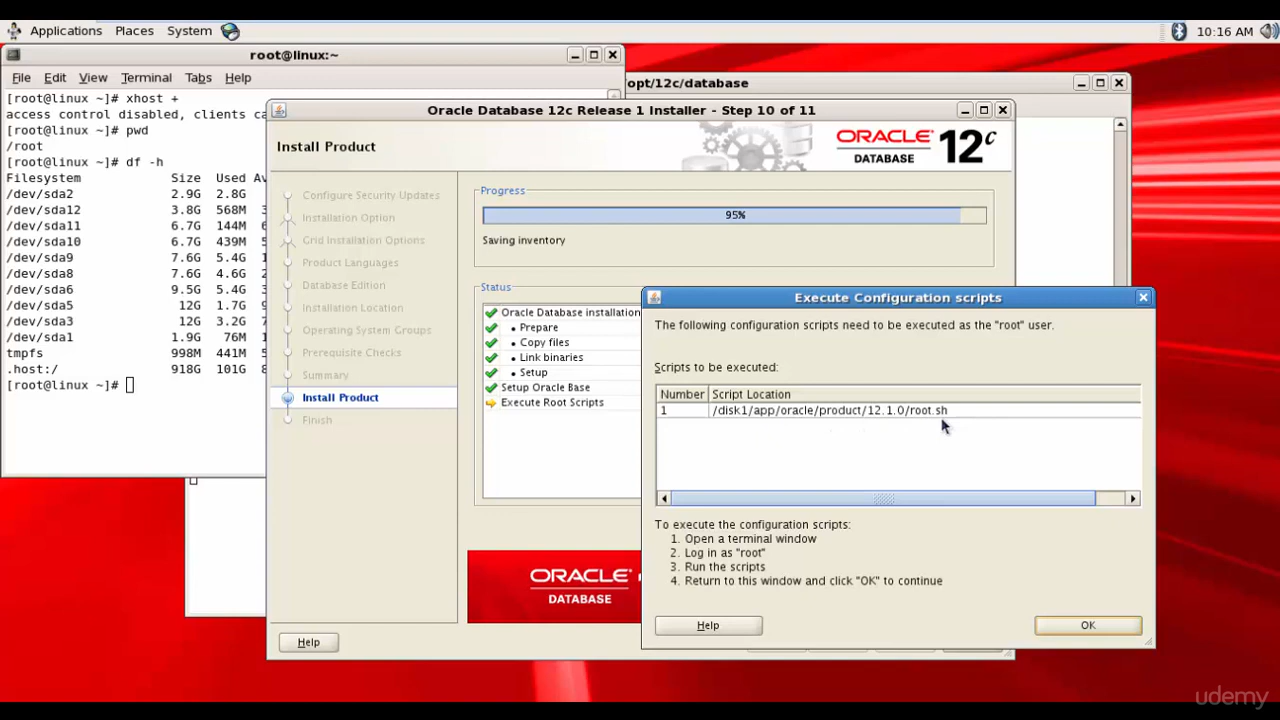 Applications Places System 10:16 AM
root@linux:~
File Edit View Terminal Tabs Help
[root@linux ~]# xhost +
access control disabled, clients ca
[root@linux ~]# pwd
/root
[root@linux ~]# df -h
Filesystem Size Used Av
/dev/sda2 2.9G 2.8G
/dev/sda12 3.8G 568M 3
/dev/sda11 6.7G 144M 6
/dev/sda10 6.7G 439M 5
/dev/sda9 7.6G 5.4G 1
/dev/sda8 7.6G 4.6G 2
/dev/sda6 9.5G 5.4G 3
/dev/sda5 12G 1.7G 9
/dev/sda3 12G 3.2G 7
/dev/sda1 1.9G 76M 1
tmpfs 998M 441M 5
.host:/ 918G 101G 8
[root@linux ~]#
opt/12c/database
Oracle Database 12c Release 1 Installer - Step 10 of 11
Install Product
ORACLE
DATABASE 12c
Configure Security Updates
Installation Option
Grid Installation Options
Product Languages
Database Edition
Installation Location
Operating System Groups
Prerequisite Checks
Summary
Install Product
Finish
Progress
95%
Saving inventory
Status
Oracle Database installation
• Prepare
• Copy files
• Link binaries
• Setup
Setup Oracle Base
Execute Root Scripts
ORACLE
DATABASE
Help
Execute Configuration scripts
The following configuration scripts need to be executed as the "root" user.
Scripts to be executed:
Number Script Location
1 /disk1/app/oracle/product/12.1.0/root.sh
To execute the configuration scripts:
1. Open a terminal window
2. Log in as "root"
3. Run the scripts
4. Return to this window and click "OK" to continue
Help OK
udemy